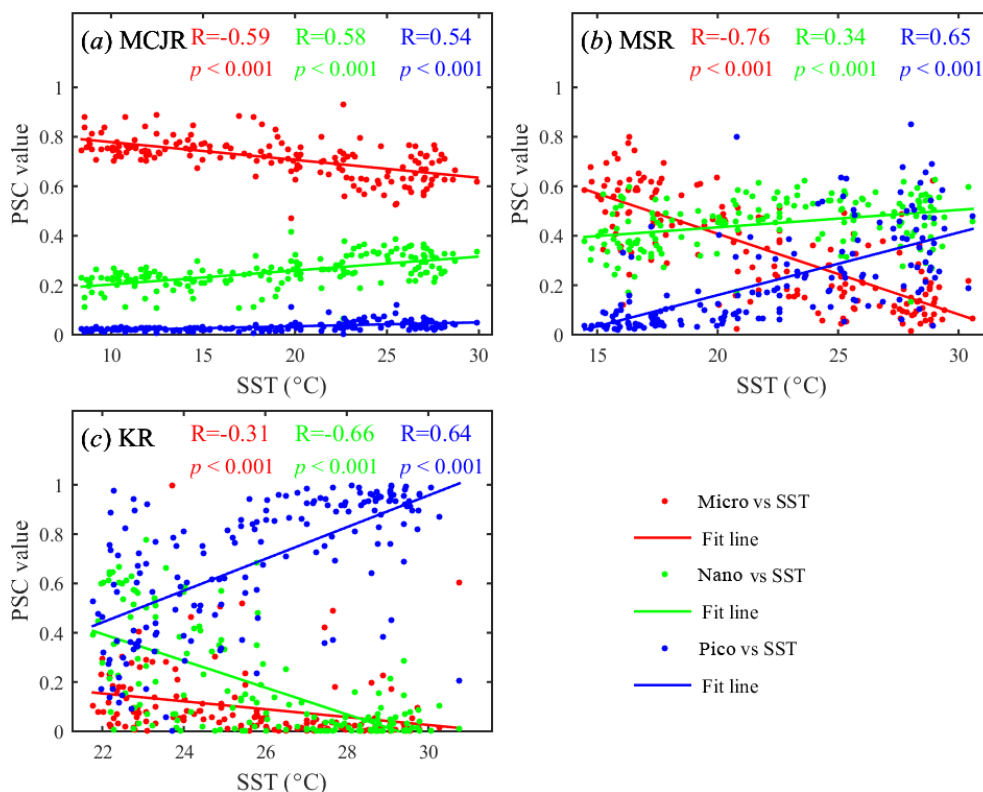 (a) MCJR R=-0.59 R=0.58 R=0.54
p < 0.001 p < 0.001 p < 0.001
1
0.8
0.6
0.4
0.2
0
PSC value
10 15 20 25 30
SST (°C)
(b) MSR R=-0.76 R=0.34 R=0.65
p < 0.001 p < 0.001 p < 0.001
1
0.8
0.6
0.4
0.2
0
PSC value
15 20 25 30
SST (°C)
(c) KR R=-0.31 R=-0.66 R=0.64
p < 0.001 p < 0.001 p < 0.001
1
0.8
0.6
0.4
0.2
0
PSC value
22 24 26 28 30
SST (°C)
Micro vs SST
Fit line
Nano vs SST
Fit line
Pico vs SST
Fit line